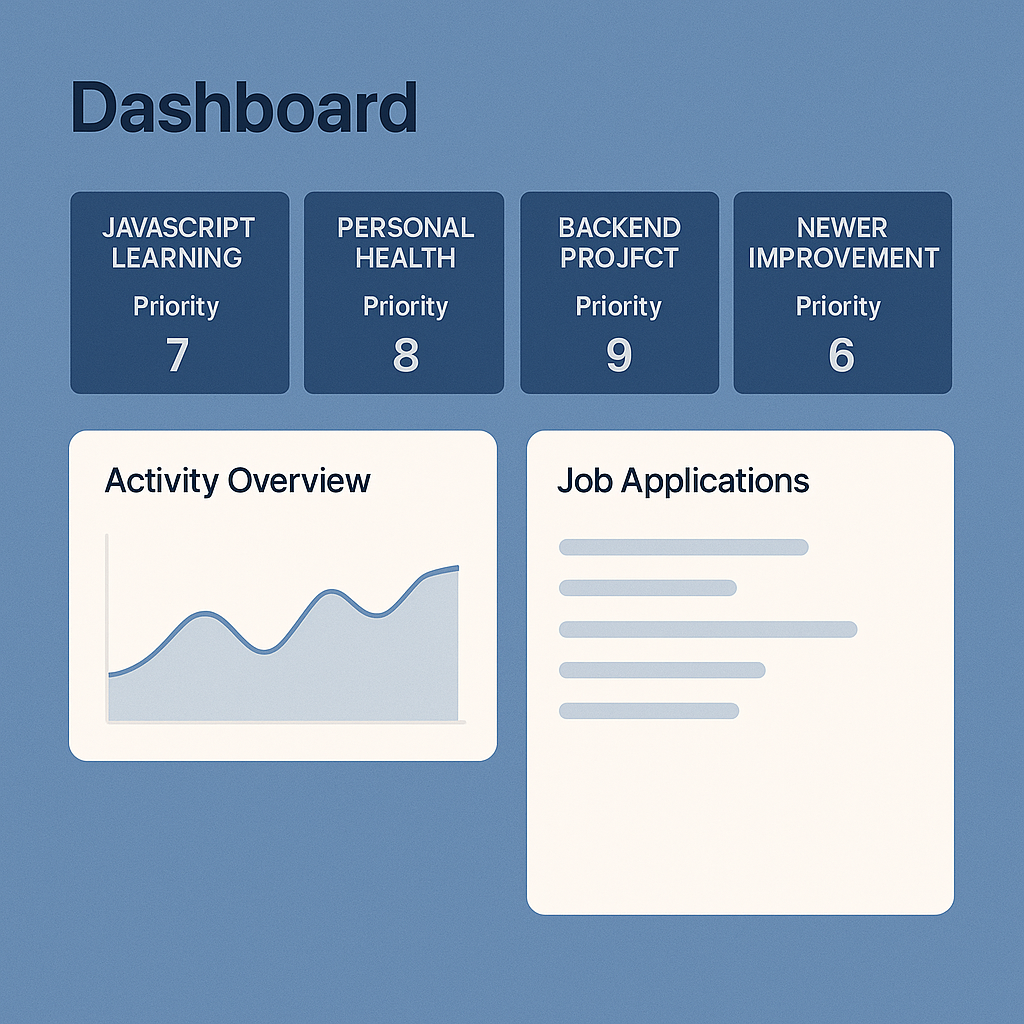 Dashboard
JAVASCRIPT
LEARNING
Priority
7
PERSONAL
HEALTH
Priority
8
BACKEND
PROJFCT
Priority
9
NEWER
IMPROVEMENT
Priority
6
Activity Overview
Job Applications